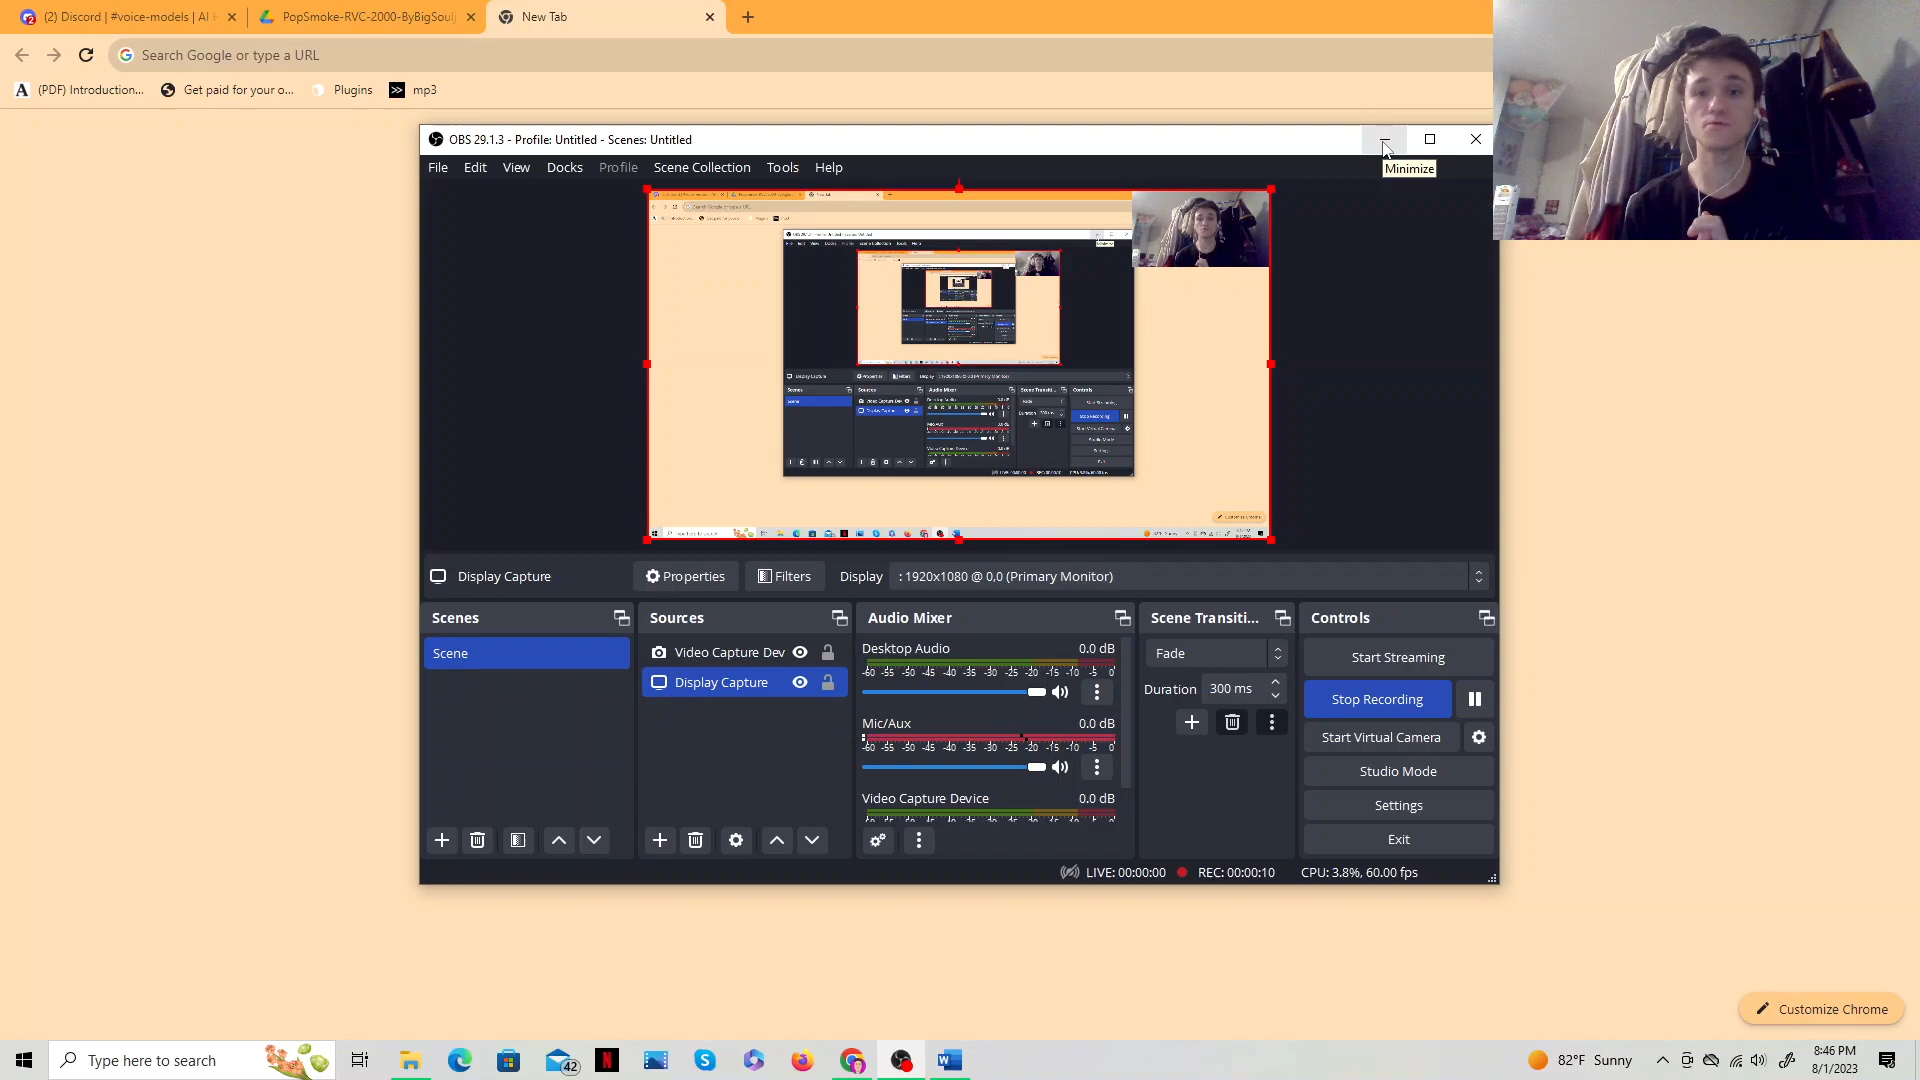 (2) Discord | #voice-models | AI H
PopSmoke-RVC-2000-ByBigSoulj
New Tab
Search Google or type a URL
(PDF) Introduction...
Get paid for your o...
Plugins
mp3
OBS 29.1.3 - Profile: Untitled - Scenes: Untitled
Minimize
File Edit View Docks Profile Scene Collection Tools Help
Display Capture
Properties
Filters
Display
: 1920x1080 @ 0,0 (Primary Monitor)
Scenes
Scene
Sources
Video Capture Dev
Display Capture
Audio Mixer
Desktop Audio 0.0 dB
-60 -55 -50 -45 -40 -35 -30 -25 -20 -15 -10 -5 0
Mic/Aux 0.0 dB
-60 -55 -50 -45 -40 -35 -30 -25 -20 -15 -10 -5 0
Video Capture Device 0.0 dB
Scene Transiti...
Fade
Duration 300 ms
Controls
Start Streaming
Stop Recording
Start Virtual Camera
Studio Mode
Settings
Exit
LIVE: 00:00:00 REC: 00:00:10 CPU: 3.8%, 60.00 fps
Customize Chrome
Type here to search
42
82°F Sunny
8:46 PM
8/1/2023